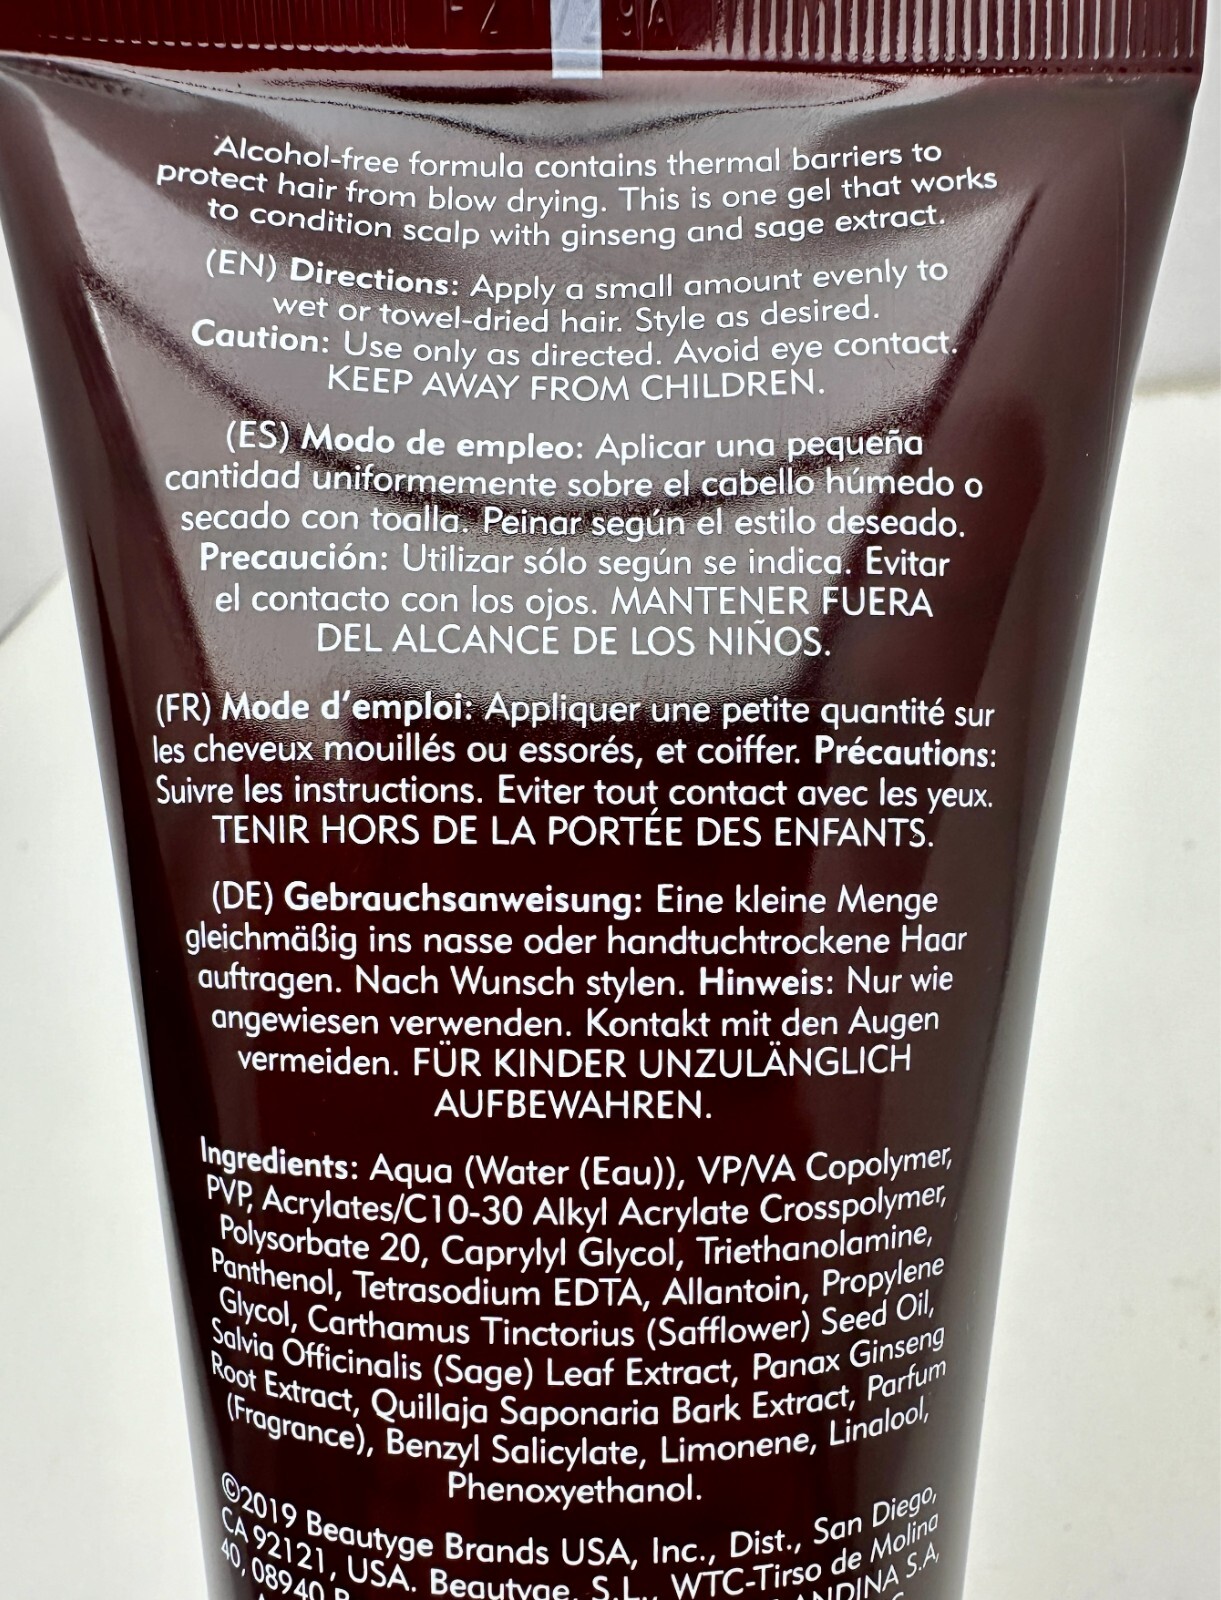 Alcohol-free formula contains thermal barriers to
protect hair from blow drying. This is one gel that works
to condition scalp with ginseng and sage extract.
(EN) Directions: Apply a small amount evenly to
wet or towel-dried hair. Style as desired.
Caution: Use only as directed. Avoid eye contact.
KEEP AWAY FROM CHILDREN.
(ES) Modo de empleo: Aplicar una pequeña
cantidad uniformemente sobre el cabello húmedo o
secado con toalla. Peinar según el estilo deseado.
Precaución: Utilizar sólo según se indica. Evitar
el contacto con los ojos. MANTENER FUERA
DEL ALCANCE DE LOS NIÑOS.
(FR) Mode d'emploi: Appliquer une petite quantité sur
les cheveux mouillés ou essorés, et coiffer. Précautions:
Suivre les instructions. Eviter tout contact avec les yeux.
TENIR HORS DE LA PORTÉE DES ENFANTS.
(DE) Gebrauchsanweisung: Eine kleine Menge
gleichmäßig ins nasse oder handtuchtrockene Haar
auftragen. Nach Wunsch stylen. Hinweis: Nur wie
angewiesen verwenden. Kontakt mit den Augen
vermeiden. FÜR KINDER UNZULÄNGLICH
AUFBEWAHREN.
Ingredients: Aqua (Water (Eau)), VP/VA Copolymer,
PVP, Acrylates/C10-30 Alkyl Acrylate Crosspolymer,
Polysorbate 20, Caprylyl Glycol, Triethanolamine,
Panthenol, Tetrasodium EDTA, Allantoin, Propylene
Glycol, Carthamus Tinctorius (Safflower) Seed Oil,
Salvia Officinalis (Sage) Leaf Extract, Panax Ginseng
Root Extract, Quillaja Saponaria Bark Extract, Parfum
(Fragrance), Benzyl Salicylate, Limonene, Linalool,
Phenoxyethanol.
©2019 Beautyge Brands USA, Inc., Dist., San Diego,
CA 92121, USA. Beautyge, S.L., WTC-Tirso de Molina
40, 08940 ANDINA S.A,